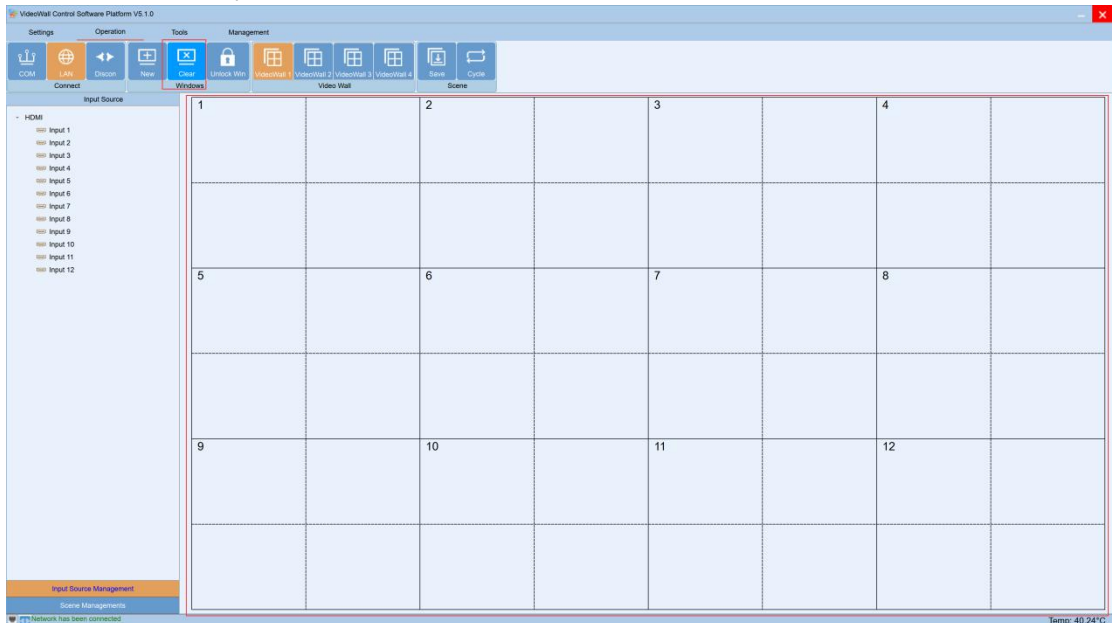 VideoWall Control Software Platform V5.1.0
Settings Operation Tools Management
COM LAN Discon New Clear Unlock Win VideoWall 1 VideoWall 2 VideoWall 3 VideoWall 4 Save Cycle
Connect Windows Video Wall Scene
Input Source
HDMI
Input 1
Input 2
Input 3
Input 4
Input 5
Input 6
Input 7
Input 8
Input 9
Input 10
Input 11
Input 12
1 2 3 4
5 6 7 8
9 10 11 12
Input Source Management
Scene Managements
Network has been connected Temp: 40.24°C